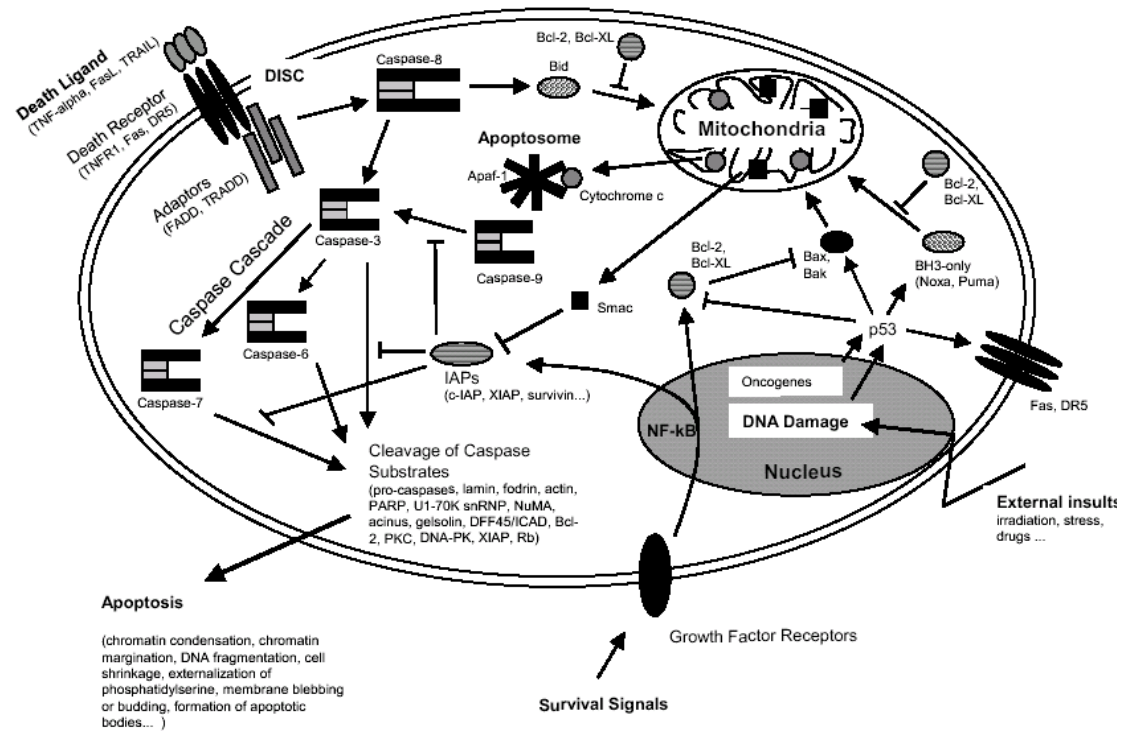 Death Ligand
(TNF-alpha, FasL, TRAIL)
Death Receptor
(TNFR1, Fas, DR5)
Adaptors
(FADD, TRADD)
DISC
Caspase-8
Bid
Bcl-2, Bcl-XL
Mitochondria
Apoptosome
Apaf-1
Cytochrome c
Bcl-2,
Bcl-XL
Caspase-3
Caspase Cascade
Caspase-9
Bcl-2,
Bcl-XL
Bax,
Bak
BH3-only
(Noxa, Puma)
Smac
p53
Caspase-6
Caspase-7
IAPs
(c-IAP, XIAP, survivin...)
Oncogenes
DNA Damage
NF-kB
Nucleus
Fas, DR5
Cleavage of Caspase
Substrates
(pro-caspases, lamin, fodrin, actin,
PARP, U1-70K snRNP, NuMA,
acinus, gelsolin, DFF45/ICAD, Bcl-
2, PKC, DNA-PK, XIAP, Rb)
External insults
irradiation, stress,
drugs ...
Apoptosis
(chromatin condensation, chromatin
margination, DNA fragmentation, cell
shrinkage, externalization of
phosphatidylserine, membrane blebbing
or budding, formation of apoptotic
bodies... )
Growth Factor Receptors
Survival Signals